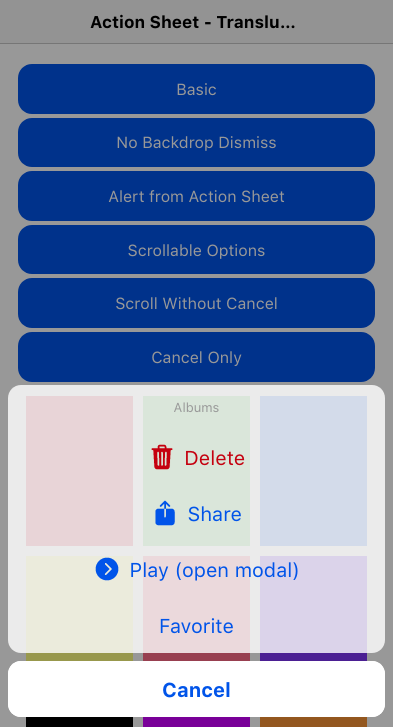 Action Sheet - Translu...
Basic
No Backdrop Dismiss
Alert from Action Sheet
Scrollable Options
Scroll Without Cancel
Cancel Only
Albums
Delete
Share
Play (open modal)
Favorite
Cancel